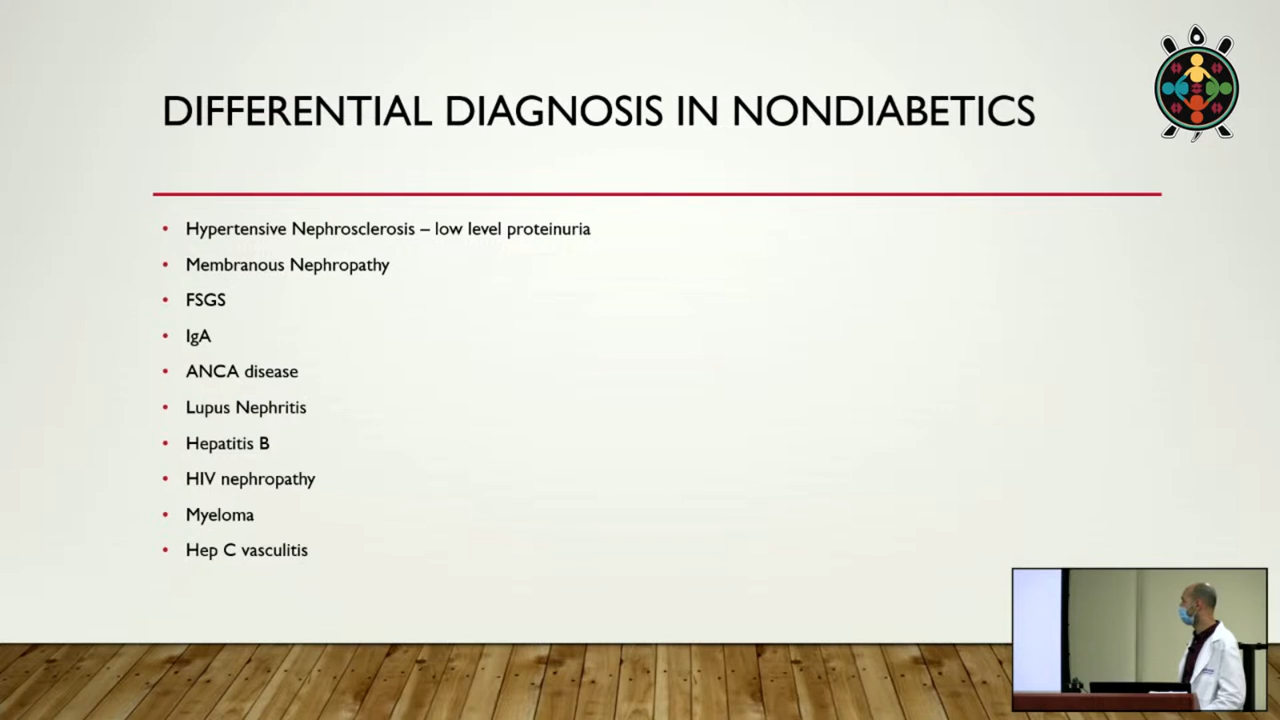 DIFFERENTIAL DIAGNOSIS IN NONDIABETICS
• Hypertensive Nephrosclerosis – low level proteinuria
• Membranous Nephropathy
• FSGS
• IgA
• ANCA disease
• Lupus Nephritis
• Hepatitis B
• HIV nephropathy
• Myeloma
• Hep C vasculitis